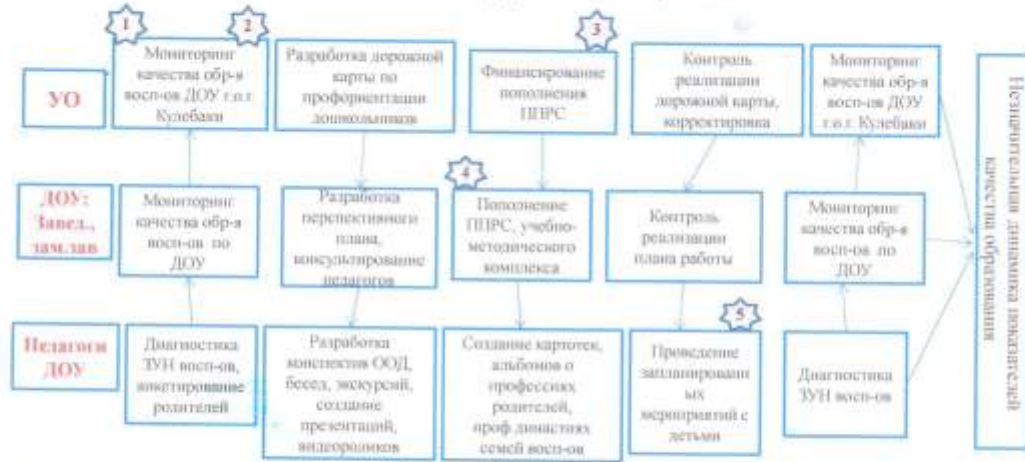 1
2
3
УО
Мониторинг
качества обр-я
восп-ов ДОУ г.о.г.
Кулебаки
Разработка дорожной
карты по
профориентации
дошкольников
Финансирование
пополнения
ППРС
Контроль
реализации
дорожной карты,
корректировка
Мониторинг
качества обр-я
восп-ов ДОУ
г.о.г. Кулебаки
4
ДОУ:
Завед.,
зам.зав
Мониторинг
качества обр-я
восп-ов по
ДОУ
Разработка
перспективного
плана,
консультирование
педагогов
Пополнение
ППРС, учебно-
методического
комплекса
Контроль
реализации
плана работы
Мониторинг
качества обр-я
восп-ов по
ДОУ
5
Педагоги
ДОУ
Диагностика
ЗУН восп-ов,
анкетирование
родителей
Разработка
конспектов ООД,
бесед, экскурсий,
создание
презентаций,
видеороликов
Создание картотек,
альбомов о
профессиях
родителей,
проф.династиях
семей восп-ов
Проведение
запланированн
ых
мероприятий с
детьми
Диагностика
ЗУН восп-ов
Незначительная динамика показателей
качества образования